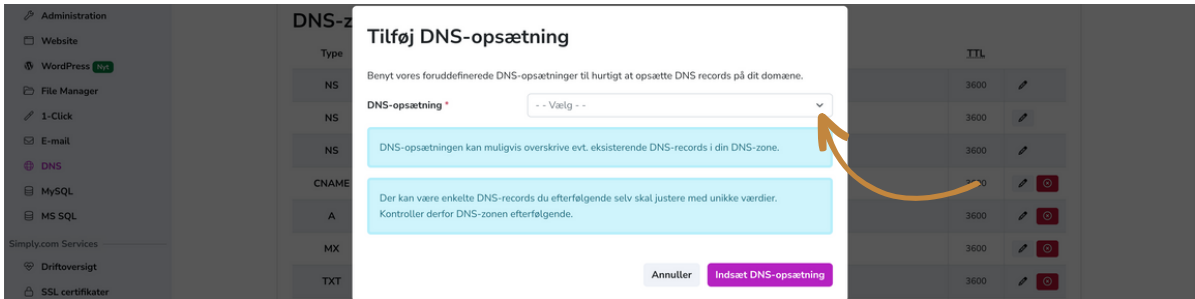 Administration
Website
WordPress Nyt
File Manager
1-Click
E-mail
DNS
MySQL
MS SQL
Simply.com Services
Driftoversigt
SSL certifikater
DNS-z
Type
TTL
NS
3600
NS
3600
NS
3600
CNAME
A
3600
MX
3600
TXT
3600
Tilføj DNS-opsætning
Benyt vores foruddefinerede DNS-opsætninger til hurtigt at opsætte DNS records på dit domæne.
DNS-opsætning *
- - Vælg - -
DNS-opsætningen kan muligvis overskrive evt. eksisterende DNS-records i din DNS-zone.
Der kan være enkelte DNS-records du efterfølgende selv skal justere med unikke værdier.
Kontroller derfor DNS-zonen efterfølgende.
Annuller
Indsæt DNS-opsætning